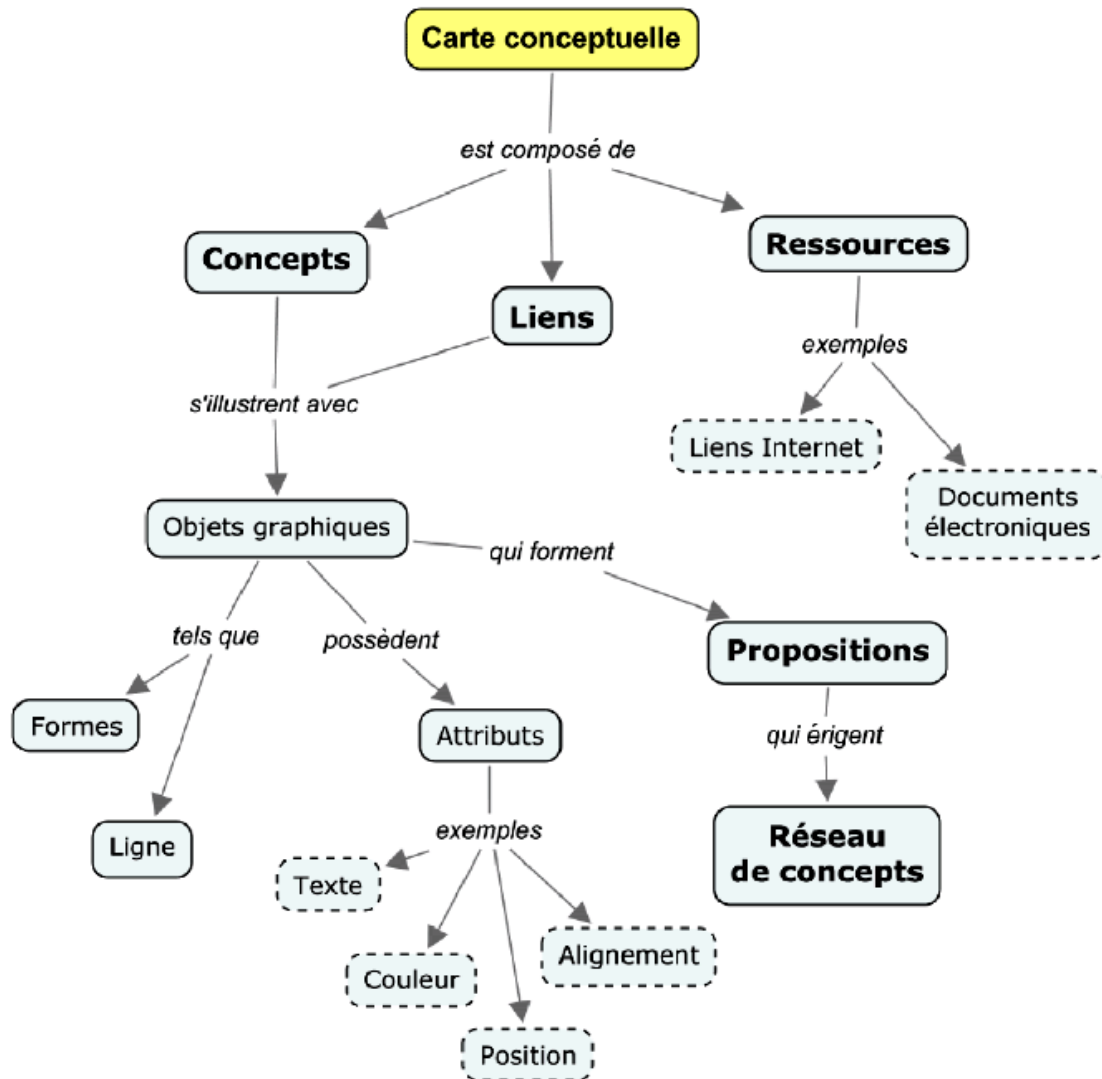 Carte conceptuelle
est composé de
Concepts
Liens
Ressources
exemples
s'illustrent avec
Liens Internet
Documents
électroniques
Objets graphiques
qui forment
tels que
possèdent
Propositions
Formes
Attributs
qui érigent
Ligne
exemples
Réseau
de concepts
Texte
Couleur
Alignement
Position